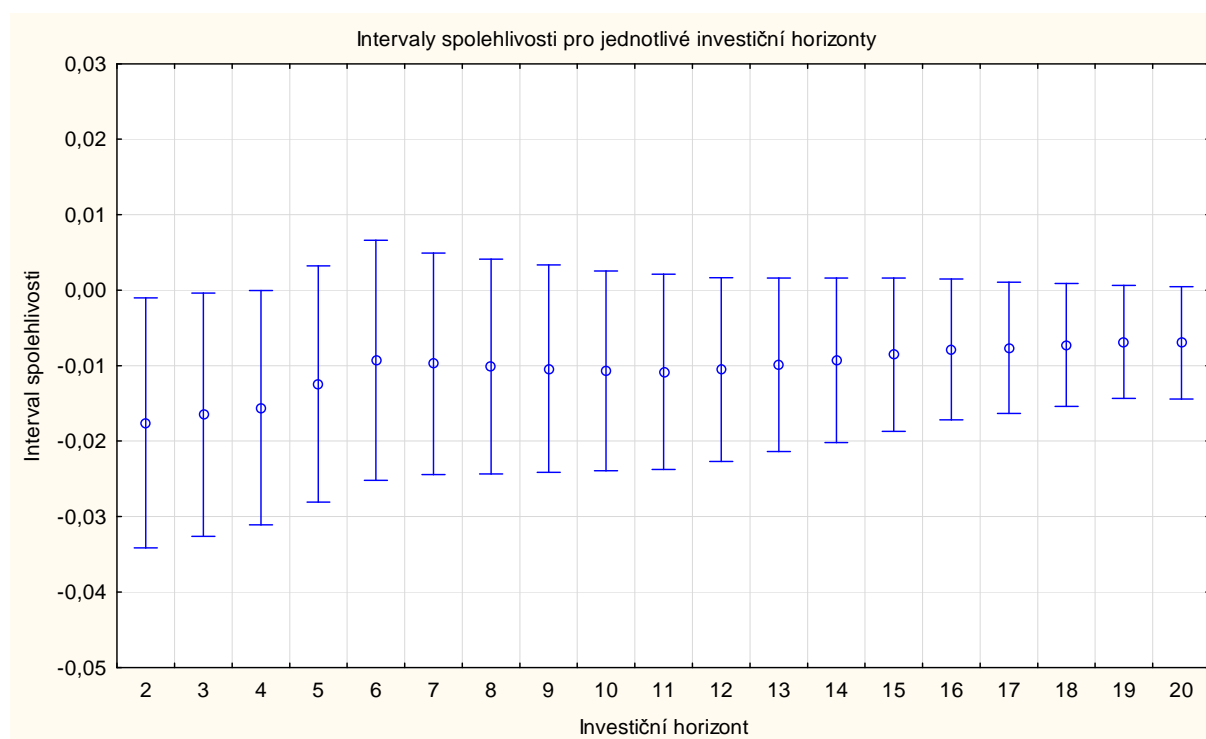 Intervaly spolehlivosti pro jednotlivé investiční horizonty
0,03
0,02
0,01
0,00
-0,01
-0,02
-0,03
-0,04
-0,05
Interval spolehlivosti
2 3 4 5 6 7 8 9 10 11 12 13 14 15 16 17 18 19 20
Investiční horizont